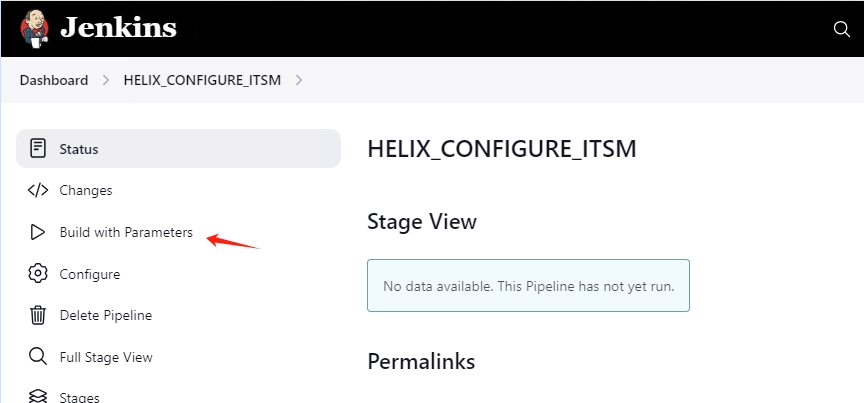 Jenkins
Dashboard
HELIX_CONFIGURE_ITSM
Status
Changes
Build with Parameters
Configure
Delete Pipeline
Full Stage View
Stages
HELIX_CONFIGURE_ITSM
Stage View
No data available. This Pipeline has not yet run.
Permalinks